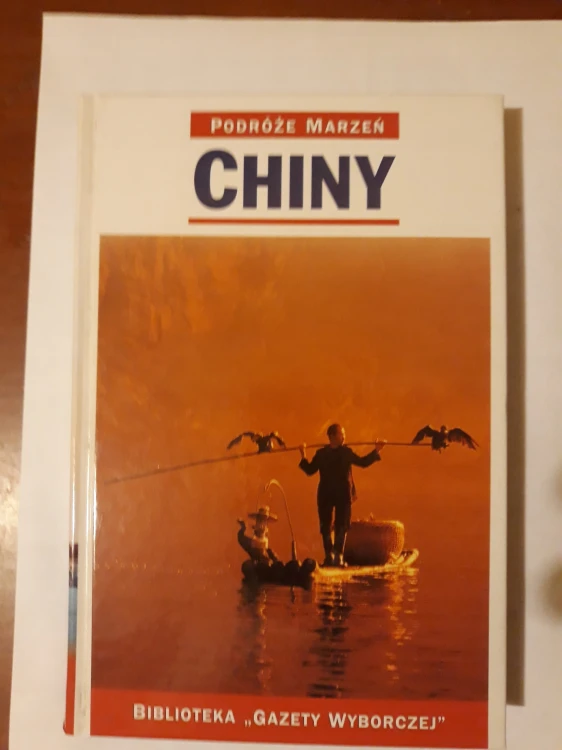 PODRÓŻE MARZEŃ
CHINY
BIBLIOTEKA „GAZETY WYBORCZEJ”